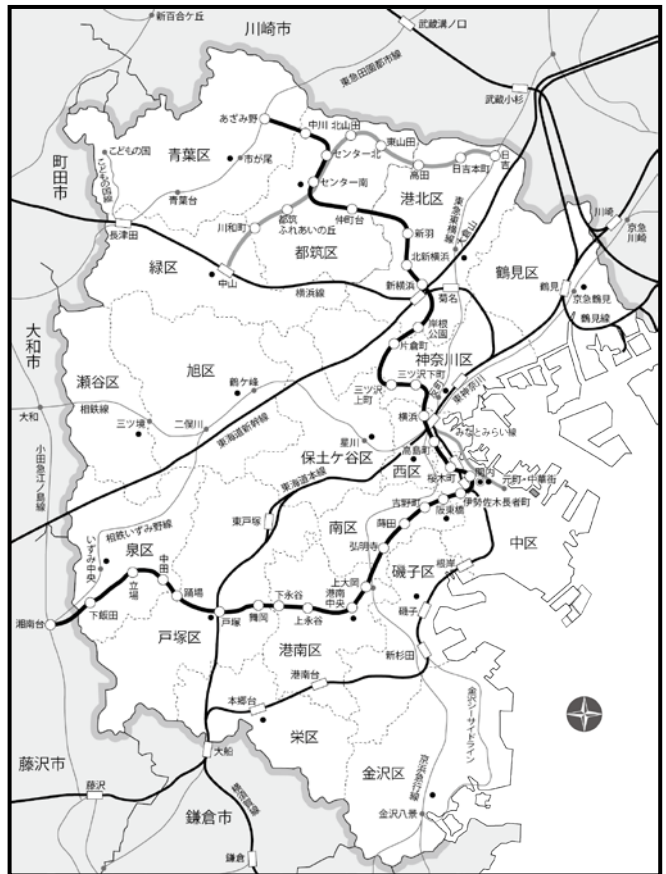 新百合ケ丘
川崎市
武蔵溝ノ口
東急田園都市線
武蔵小杉
あざみ野
中川
北山田
東山田
センター北
高田
日吉本町
日吉
こどもの国
こどもの国線
青葉区
市が尾
町田市
青葉台
センター南
港北区
東急東横線
大倉山
川崎
京急川崎
都筑
ふれあいの丘
仲町台
川和町
新羽
長津田
都筑区
北新横浜
鶴見区
緑区
中山
横浜線
新横浜
菊名
鶴見
京急鶴見
鶴見線
岸根
公園
大和市
片倉町
神奈川区
瀬谷区
旭区
鶴ケ峰
三ツ沢下町
三ツ沢
上町
東神奈川
大和
相鉄線
三ツ境
二俣川
東海道新幹線
横浜
みなとみらい線
星川
保土ケ谷区
高島町
西区
桜木町
関内
元町・中華街
小田急江ノ島線
東海道本線
伊勢佐木長者町
吉野町
阪東橋
相鉄いずみ野線
東戸塚
南区
蒔田
中区
いずみ
中央
泉区
弘明寺
中田
立場
踊場
上大岡
磯子区
根岸
下永谷
港南
中央
湘南台
下飯田
戸塚
舞岡
上永谷
磯子
戸塚区
港南区
新杉田
港南台
本郷台
金沢シーサイドライン
栄区
藤沢市
大船
京浜急行線
金沢区
藤沢
横須賀線
金沢八景
鎌倉市
鎌倉